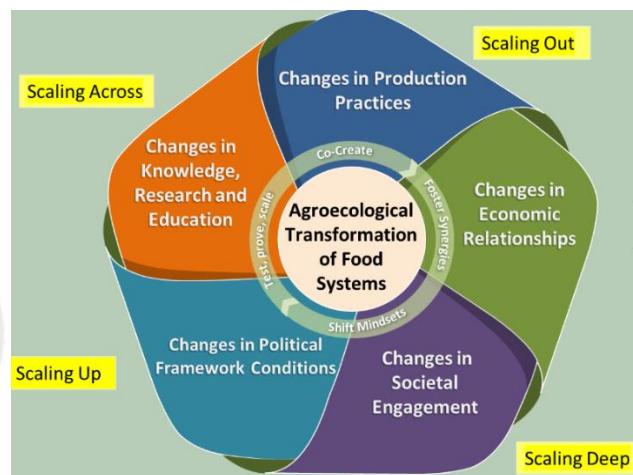 Scaling Out
Scaling Across
Changes in Production
Practices
Changes in
Knowledge,
Research and
Education
Changes in
Economic
Relationships
Co-Create
Foster Synergies
Shift Mindsets
Test, prove, scale
Agroecological
Transformation
of Food
Systems
Changes in Political
Framework Conditions
Changes in
Societal
Engagement
Scaling Up
Scaling Deep